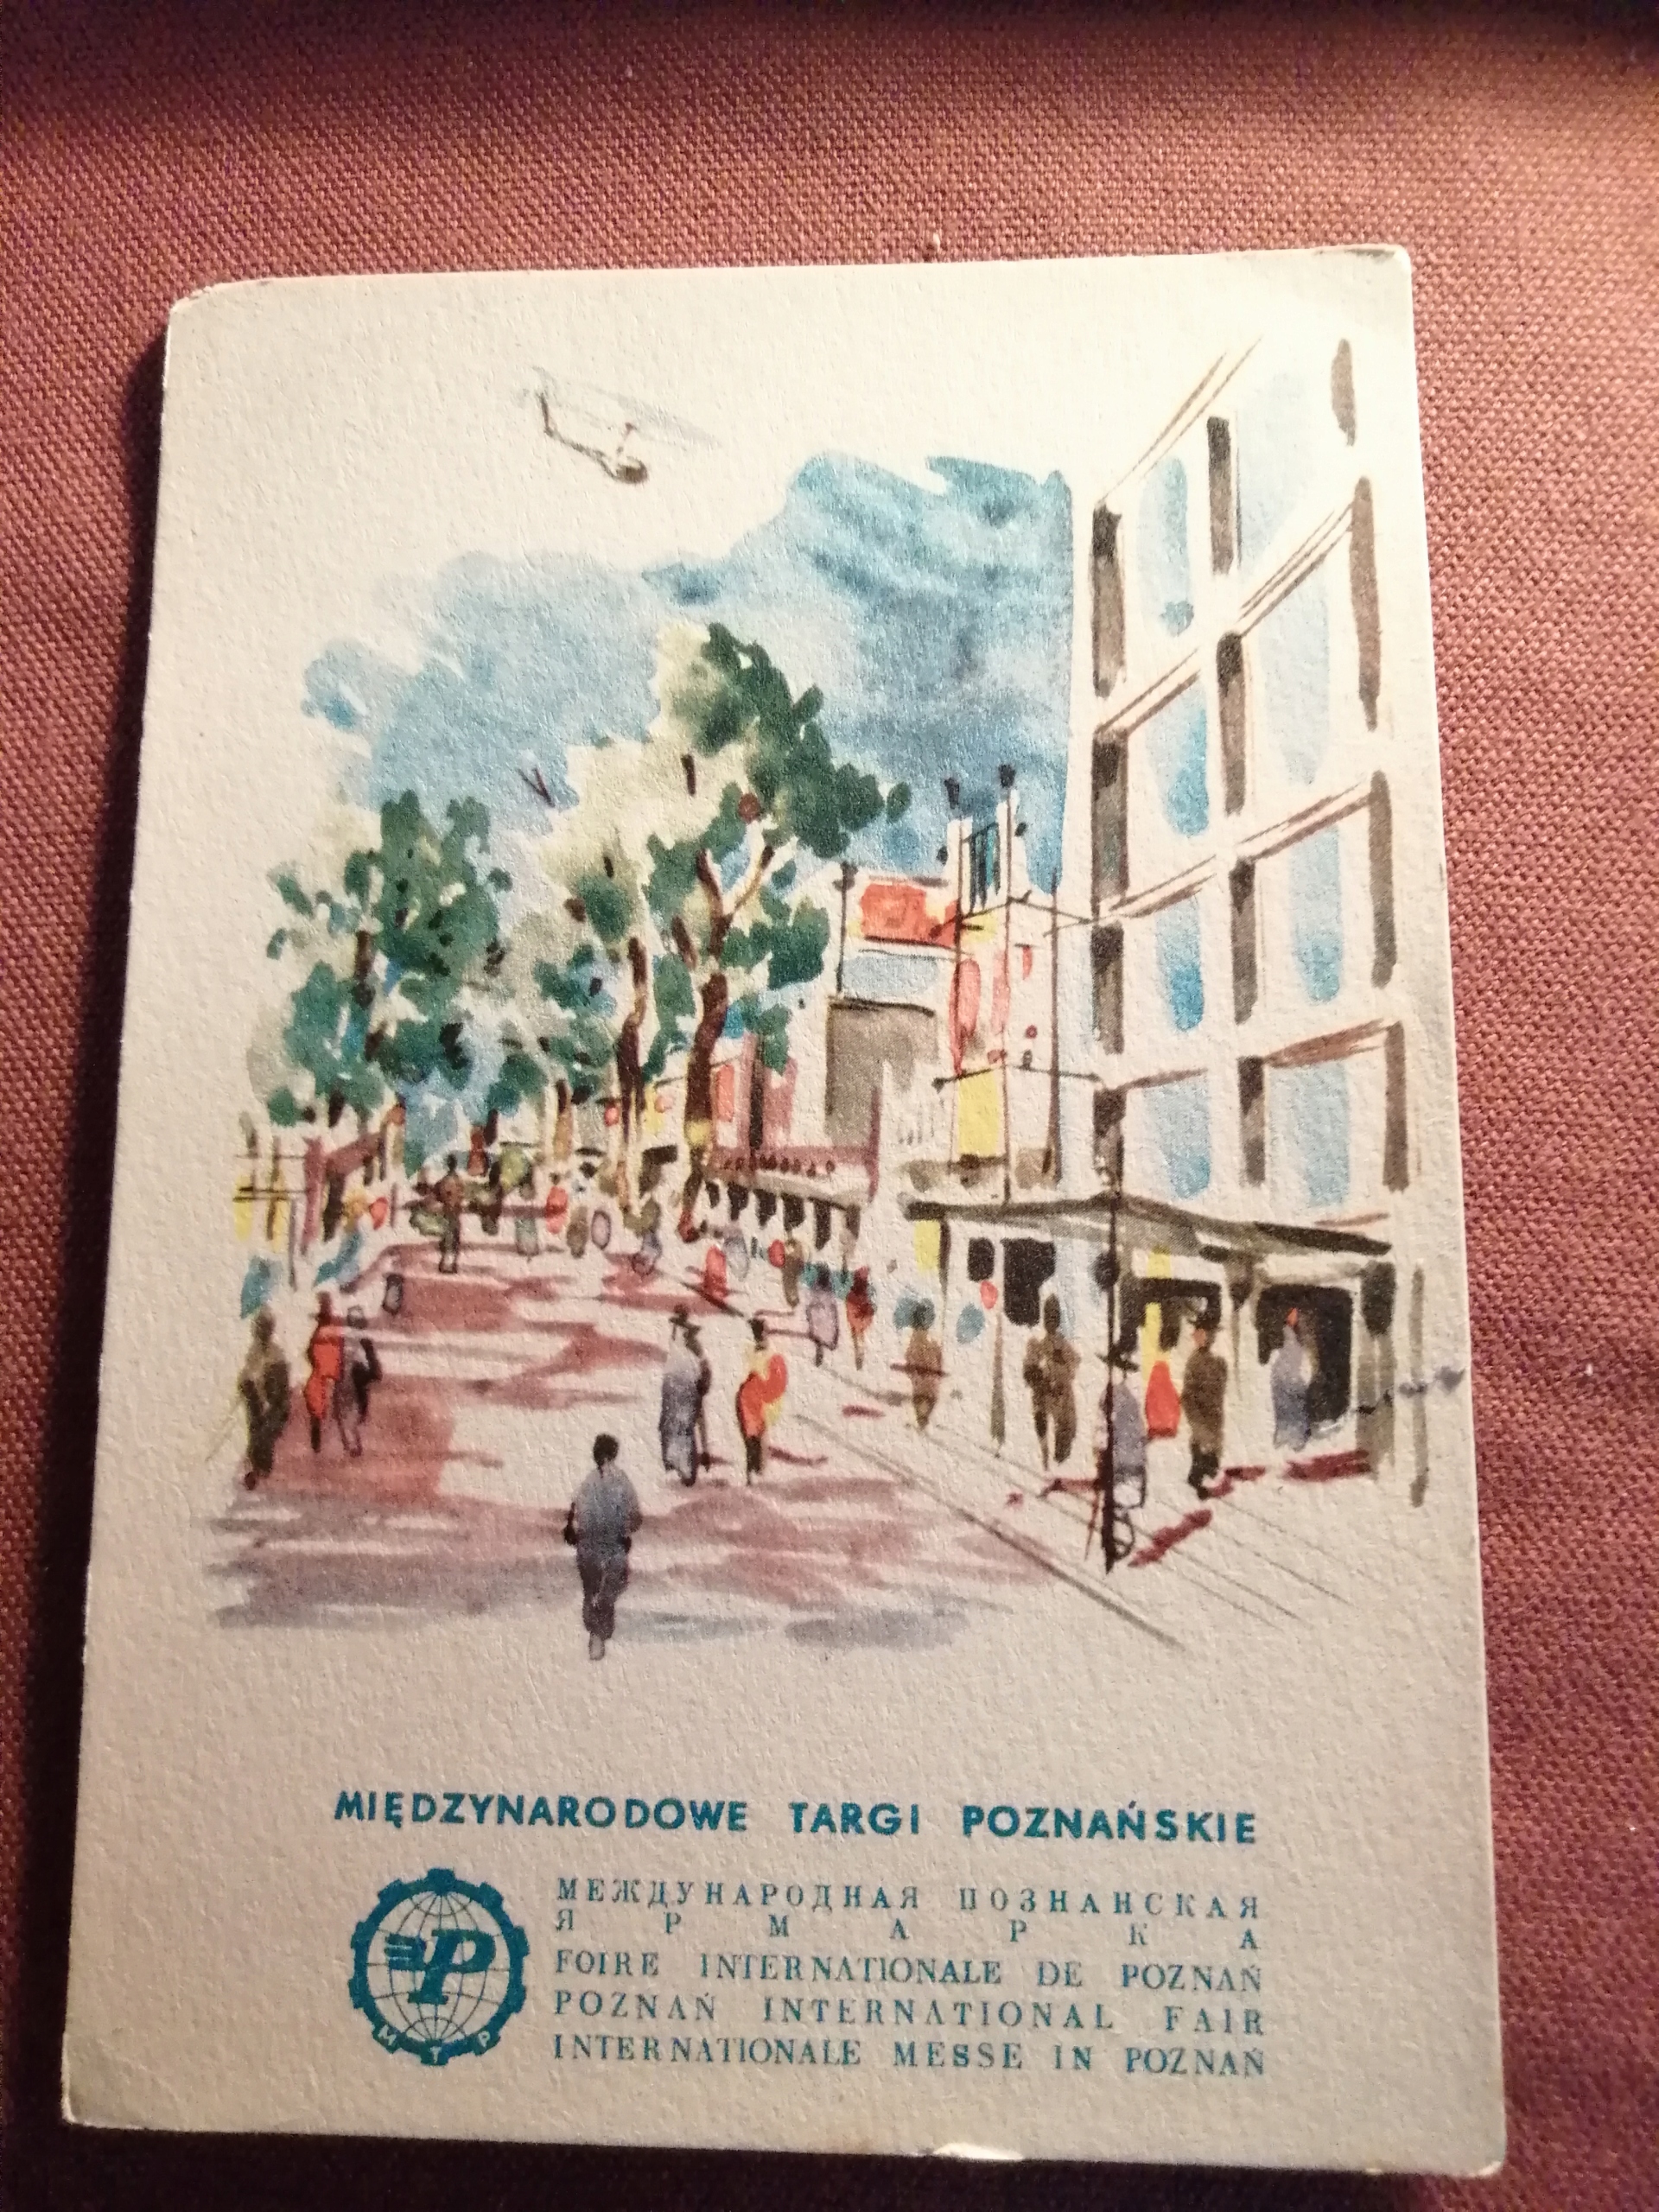 MIĘDZYNARODOWE TARGI POZNAŃSKIE
МЕЖДУНАРОДНАЯ ПОЗНАНСКАЯ
ЯРМАРКА
FOIRE INTERNATIONALE DE POZNAŃ
POZNAŃ INTERNATIONAL FAIR
INTERNATIONALE MESSE IN POZNAŃ
P
M T P